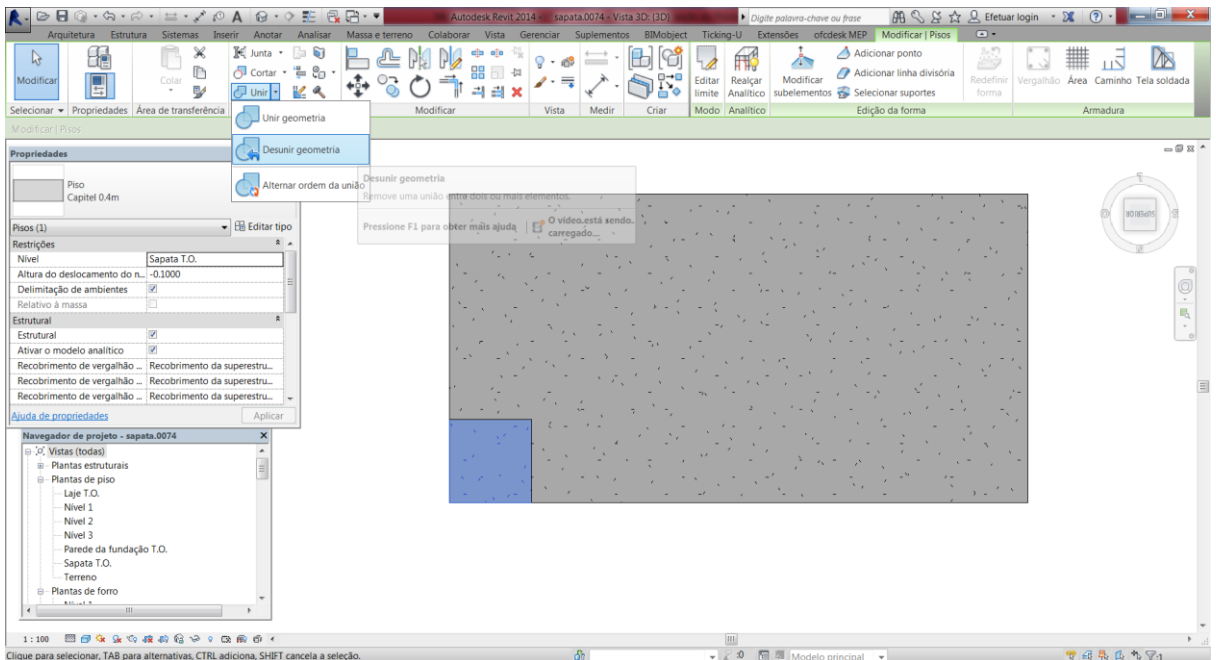 Autodesk Revit 2014 - sapata.0074 - Vista 3D: {3D}
Digite palavra-chave ou frase
Efetuar login
Arquitetura Estrutura Sistemas Inserir Anotar Analisar Massa e terreno Colaborar Vista Gerenciar Suplementos BIMobject Ticking-U Extensões ofcdesk MEP Modificar | Pisos
Modificar
Colar
Junta
Cortar
Unir
Editar limite
Realçar Analítico
Modificar subelementos
Adicionar ponto
Adicionar linha divisória
Selecionar suportes
Redefinir forma
Vergalhão Área Caminho Tela soldada
Selecionar Propriedades Área de transferência Modificar Vista Medir Criar Modo Analítico Edição da forma Armadura
Modificar | Pisos
Unir geometria
Desunir geometria
Alternar ordem da união
Desunir geometria
Remove uma união entre dois ou mais elementos.
Pressione F1 para obter mais ajuda
O vídeo está sendo
carregado...
SUPERIOR
Propriedades
Piso
Capitel 0.4m
Pisos (1) Editar tipo
Restrições
Nível Sapata T.O.
Altura do deslocamento do n... -0.1000
Delimitação de ambientes
Relativo à massa
Estrutural
Estrutural
Ativar o modelo analítico
Recobrimento de vergalhão ... Recobrimento da superestru...
Recobrimento de vergalhão ... Recobrimento da superestru...
Recobrimento de vergalhão ... Recobrimento da superestru...
Ajuda de propriedades Aplicar
Navegador de projeto - sapata.0074
Vistas (todas)
Plantas estruturais
Plantas de piso
Laje T.O.
Nível 1
Nível 2
Nível 3
Parede da fundação T.O.
Sapata T.O.
Terreno
Plantas de forro
Nível 1
1 : 100
Clique para selecionar, TAB para alternativas, CTRL adiciona, SHIFT cancela a seleção.
:0
Modelo principal
:1